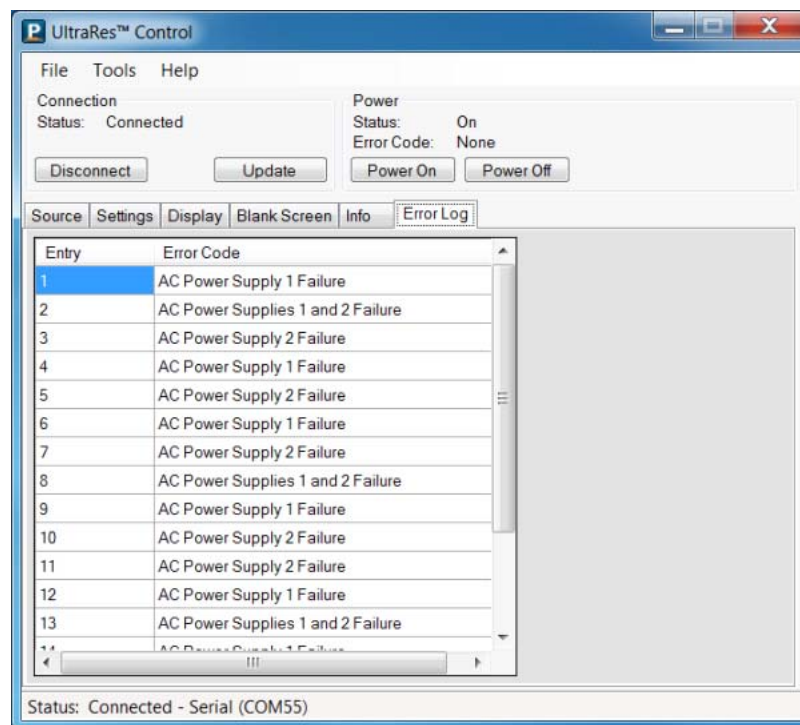 UltraRes™ Control
File Tools Help
Connection
Status: Connected
Disconnect Update
Power
Status: On
Error Code: None
Power On Power Off
Source Settings Display Blank Screen Info Error Log
Entry Error Code
1 AC Power Supply 1 Failure
2 AC Power Supplies 1 and 2 Failure
3 AC Power Supply 2 Failure
4 AC Power Supply 1 Failure
5 AC Power Supply 2 Failure
6 AC Power Supply 1 Failure
7 AC Power Supply 2 Failure
8 AC Power Supplies 1 and 2 Failure
9 AC Power Supply 1 Failure
10 AC Power Supply 2 Failure
11 AC Power Supply 2 Failure
12 AC Power Supply 1 Failure
13 AC Power Supplies 1 and 2 Failure
14 AC Power Supply 1 Failure
Status: Connected - Serial (COM55)